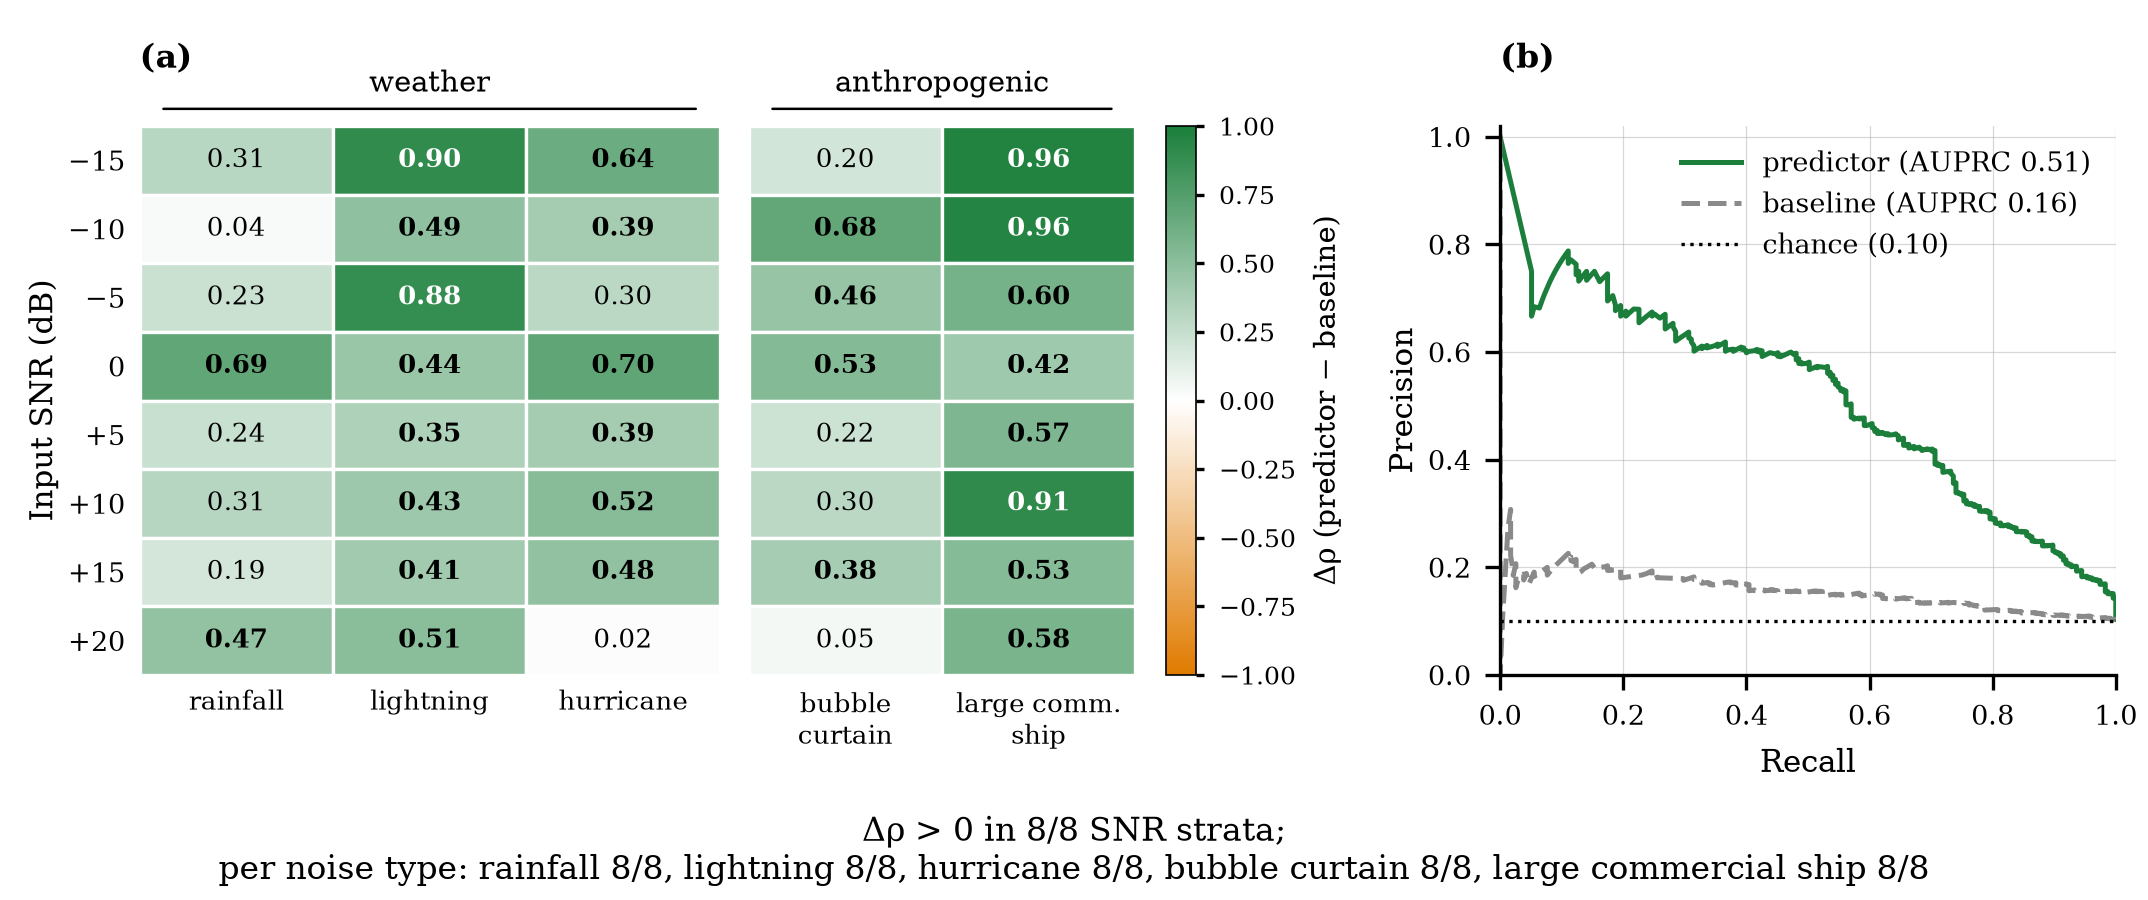 (a)
weather
anthropogenic
Input SNR (dB)
−15 0.31 0.90 0.64 0.20 0.96
−10 0.04 0.49 0.39 0.68 0.96
−5 0.23 0.88 0.30 0.46 0.60
0 0.69 0.44 0.70 0.53 0.42
+5 0.24 0.35 0.39 0.22 0.57
+10 0.31 0.43 0.52 0.30 0.91
+15 0.19 0.41 0.48 0.38 0.53
+20 0.47 0.51 0.02 0.05 0.58
rainfall
lightning
hurricane
bubble
curtain
large comm.
ship
1.00
0.75
0.50
0.25
0.00
−0.25
−0.50
−0.75
−1.00
Δρ (predictor − baseline)
(b)
predictor (AUPRC 0.51)
baseline (AUPRC 0.16)
chance (0.10)
Precision
1.0
0.8
0.6
0.4
0.2
0.0
0.0 0.2 0.4 0.6 0.8 1.0
Recall
Δρ > 0 in 8/8 SNR strata;
per noise type: rainfall 8/8, lightning 8/8, hurricane 8/8, bubble curtain 8/8, large commercial ship 8/8